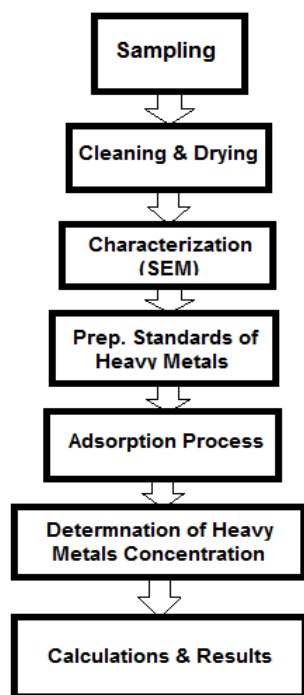 Sampling
Cleaning & Drying
Characterization
(SEM)
Prep. Standards of
Heavy Metals
Adsorption Process
Determnation of Heavy
Metals Concentration
Calculations & Results